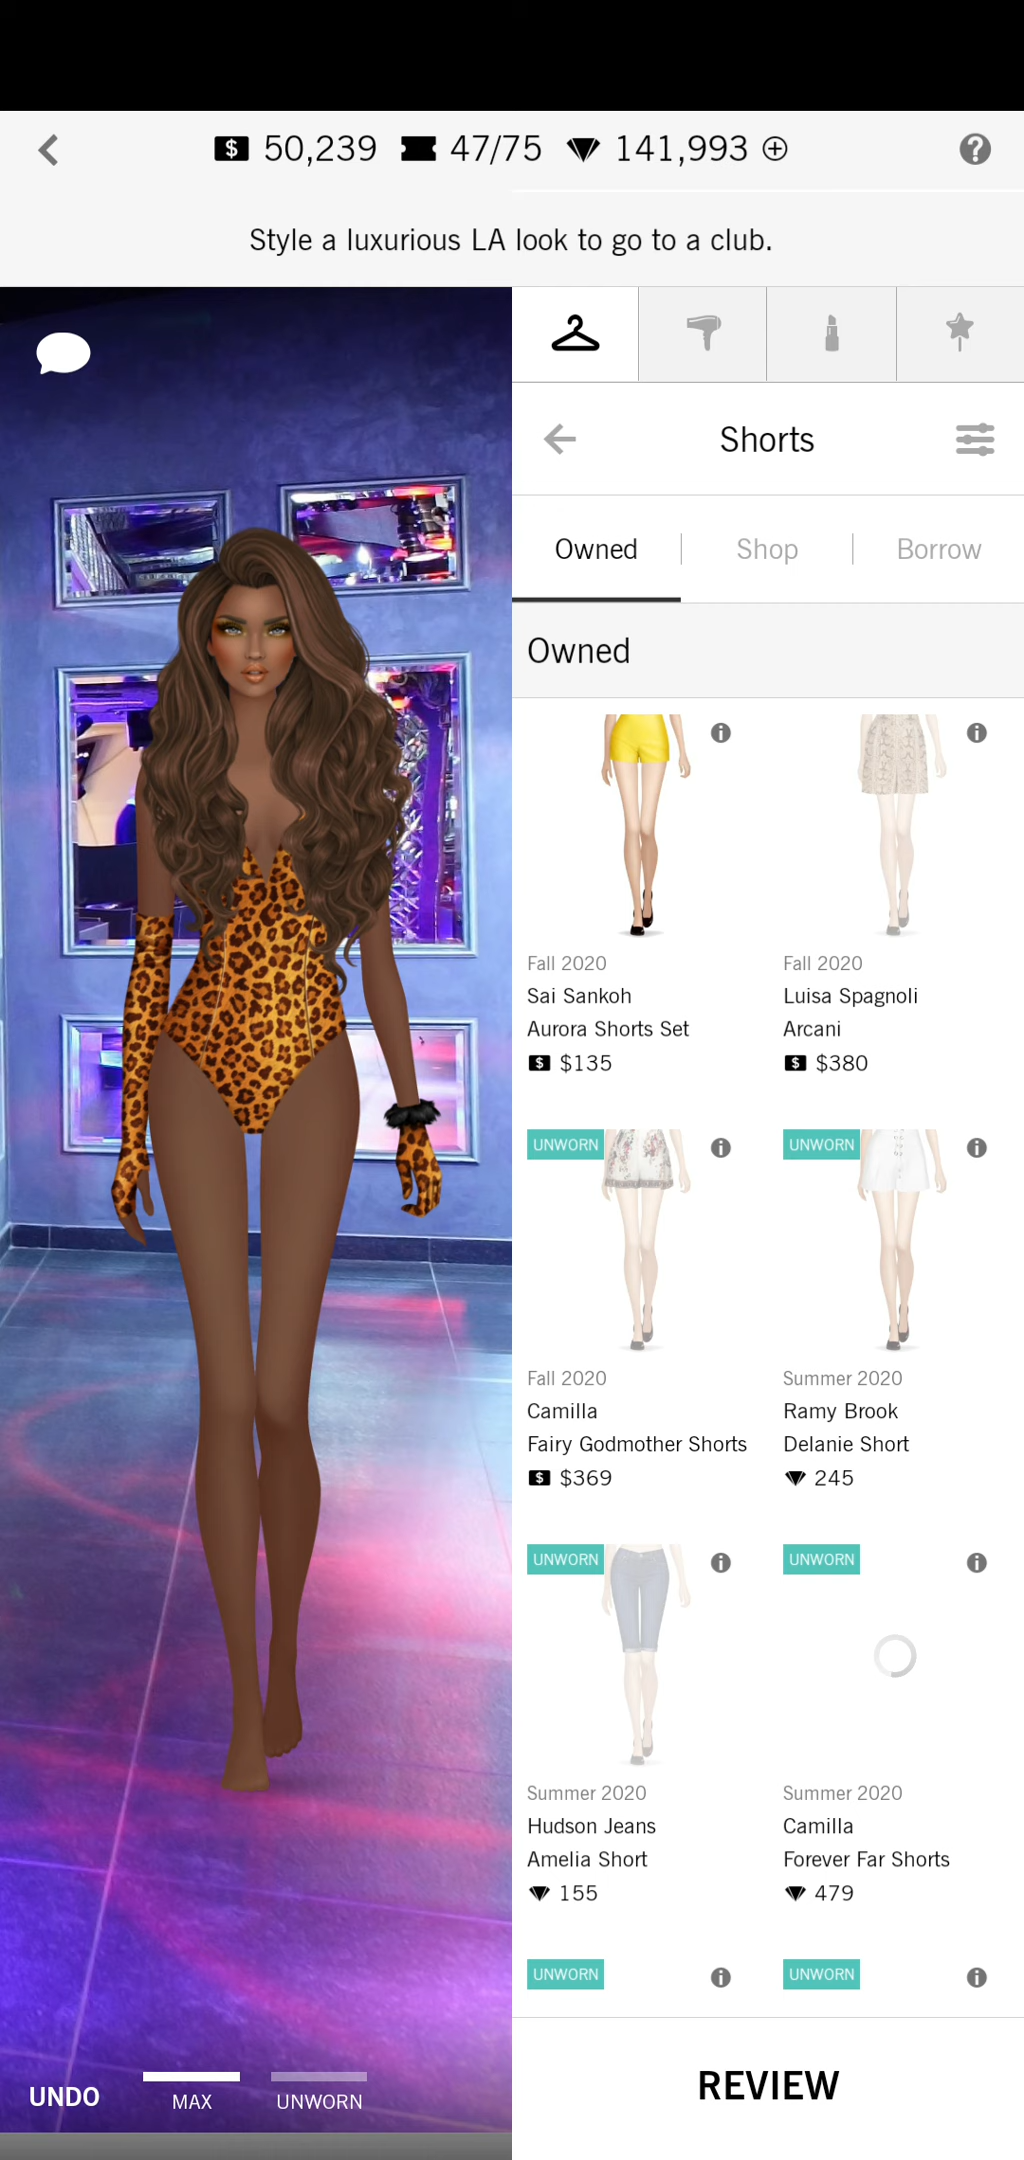 50,239 47/75 141,993
Style a luxurious LA look to go to a club.
Shorts
Owned Shop Borrow
Owned
Fall 2020
Sai Sankoh
Aurora Shorts Set
$135
Fall 2020
Luisa Spagnoli
Arcani
$380
UNWORN
Fall 2020
Camilla
Fairy Godmother Shorts
$369
UNWORN
Summer 2020
Ramy Brook
Delanie Short
245
UNWORN
Summer 2020
Hudson Jeans
Amelia Short
155
UNWORN
Summer 2020
Camilla
Forever Far Shorts
479
UNWORN
UNWORN
UNDO MAX UNWORN
REVIEW